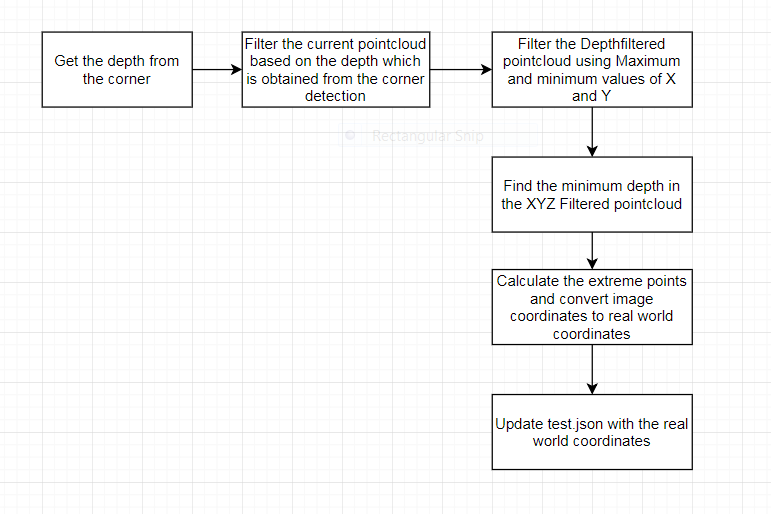 Get the depth from
the corner
Filter the current pointcloud
based on the depth which
is obtained from the corner
detection
Filter the Depthfiltered
pointcloud using Maximum
and minimum values of X
and Y
Rectangular Snip
Find the minimum depth in
the XYZ Filtered pointcloud
Calculate the extreme points
and convert image
coordinates to real world
coordinates
Update test.json with the real
world coordinates